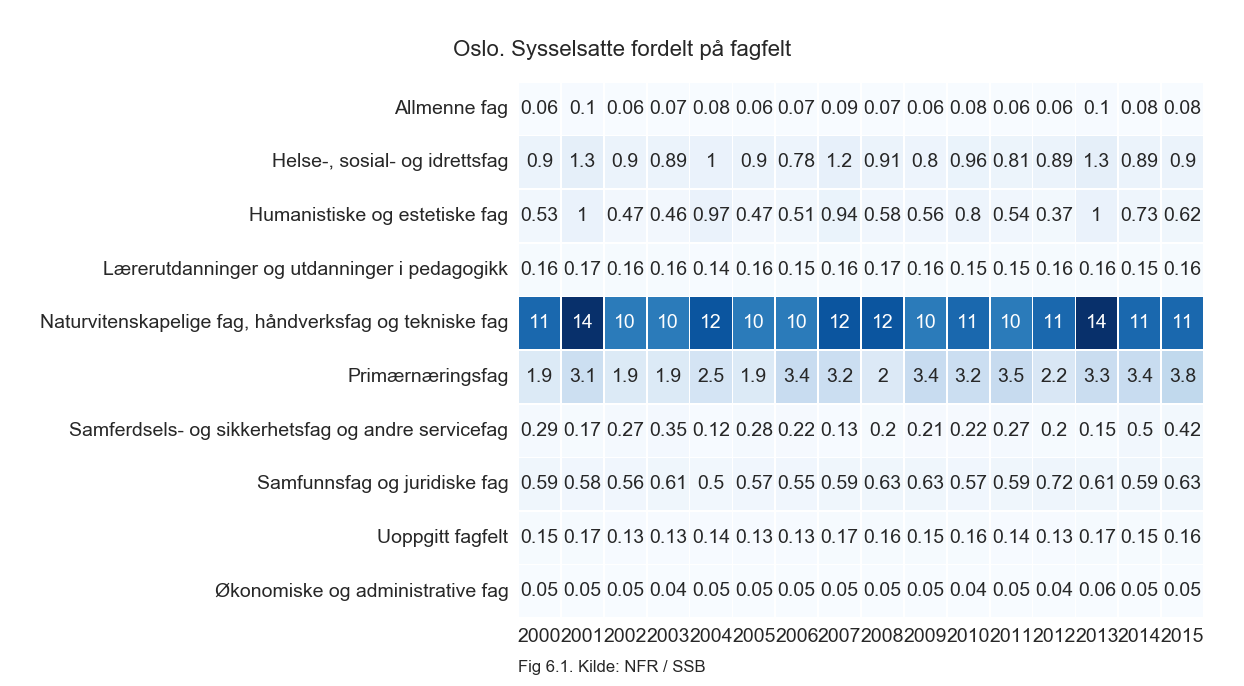 Oslo. Sysselsatte fordelt på fagfelt
Allmenne fag 0.06 0.1 0.06 0.07 0.08 0.06 0.07 0.09 0.07 0.06 0.08 0.06 0.06 0.1 0.08 0.08
Helse-, sosial- og idrettsfag 0.9 1.3 0.9 0.89 1 0.9 0.78 1.2 0.91 0.8 0.96 0.81 0.89 1.3 0.89 0.9
Humanistiske og estetiske fag 0.53 1 0.47 0.46 0.97 0.47 0.51 0.94 0.58 0.56 0.8 0.54 0.37 1 0.73 0.62
Lærerutdanninger og utdanninger i pedagogikk 0.16 0.17 0.16 0.16 0.14 0.16 0.15 0.16 0.17 0.16 0.15 0.15 0.16 0.16 0.15 0.16
Naturvitenskapelige fag, håndverksfag og tekniske fag 11 14 10 10 12 10 10 12 12 10 11 10 11 14 11 11
Primærnæringsfag 1.9 3.1 1.9 1.9 2.5 1.9 3.4 3.2 2 3.4 3.2 3.5 2.2 3.3 3.4 3.8
Samferdsels- og sikkerhetsfag og andre servicefag 0.29 0.17 0.27 0.35 0.12 0.28 0.22 0.13 0.2 0.21 0.22 0.27 0.2 0.15 0.5 0.42
Samfunnsfag og juridiske fag 0.59 0.58 0.56 0.61 0.5 0.57 0.55 0.59 0.63 0.63 0.57 0.59 0.72 0.61 0.59 0.63
Uoppgitt fagfelt 0.15 0.17 0.13 0.13 0.14 0.13 0.13 0.17 0.16 0.15 0.16 0.14 0.13 0.17 0.15 0.16
Økonomiske og administrative fag 0.05 0.05 0.05 0.04 0.05 0.05 0.05 0.05 0.05 0.05 0.04 0.05 0.04 0.06 0.05 0.05
2000 2001 2002 2003 2004 2005 2006 2007 2008 2009 2010 2011 2012 2013 2014 2015
Fig 6.1. Kilde: NFR / SSB